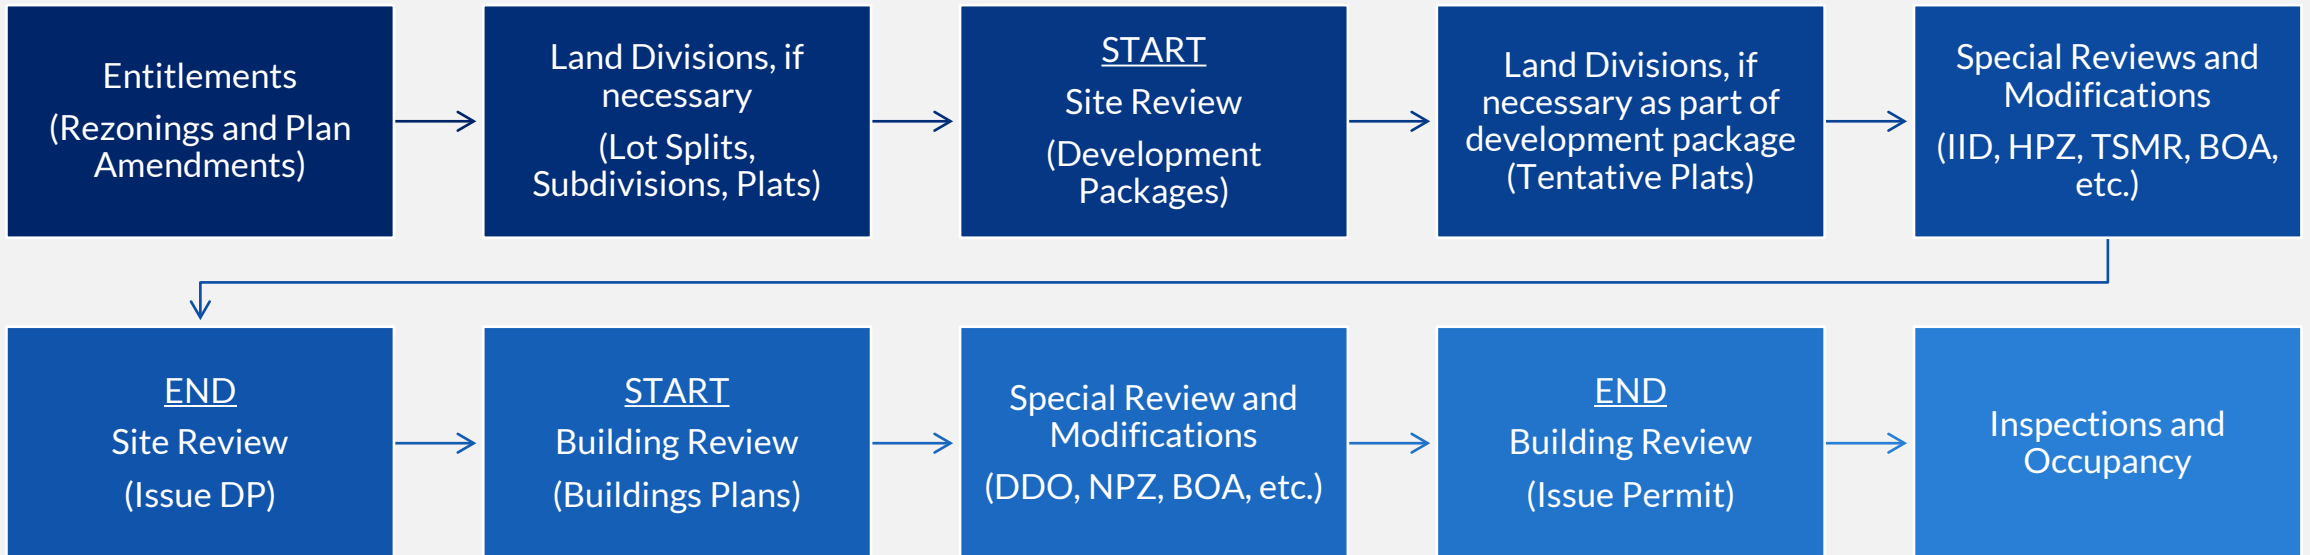 Entitlements
(Rezonings and Plan
Amendments)
Land Divisions, if
necessary
(Lot Splits,
Subdivisions, Plats)
START
Site Review
(Development
Packages)
Land Divisions, if
necessary as part of
development package
(Tentative Plats)
Special Reviews and
Modifications
(IID, HPZ, TSMR, BOA,
etc.)
END
Site Review
(Issue DP)
START
Building Review
(Buildings Plans)
Special Review and
Modifications
(DDO, NPZ, BOA, etc.)
END
Building Review
(Issue Permit)
Inspections and
Occupancy